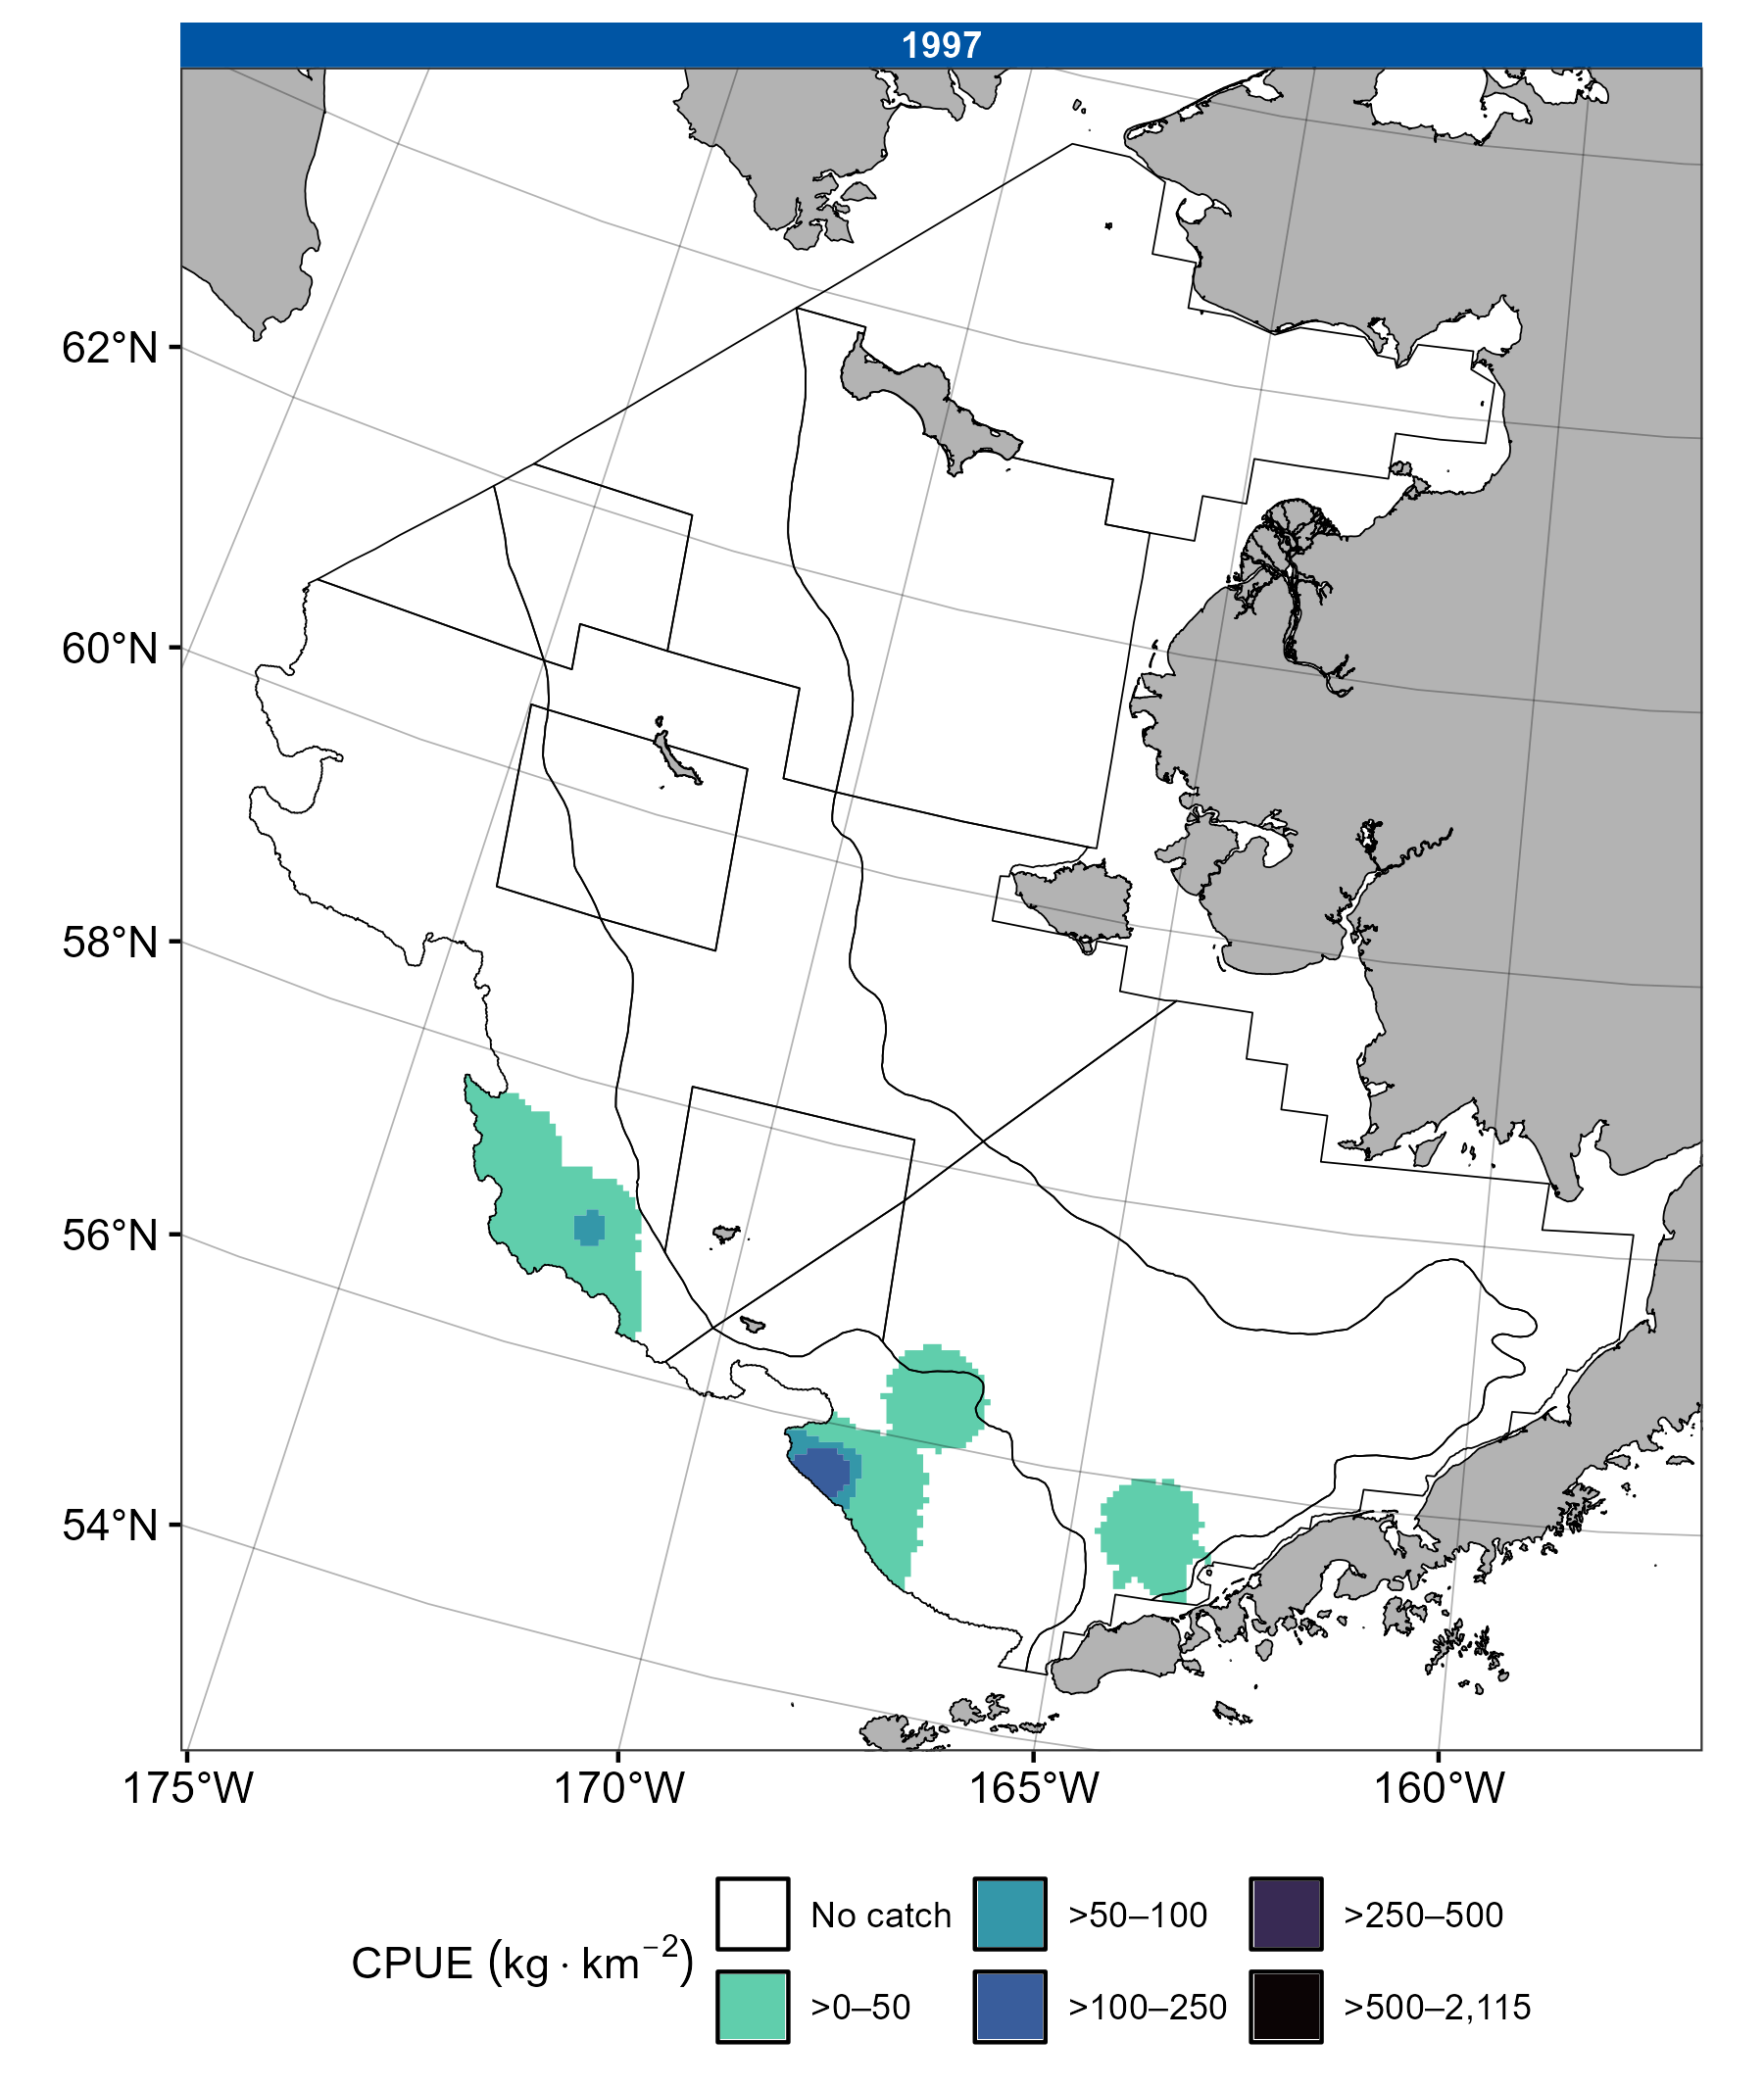 1997
62°N
60°N
58°N
56°N
54°N
175°W 170°W 165°W 160°W
CPUE (kg · km⁻²)
No catch >50–100 >250–500
>0–50 >100–250 >500–2,115